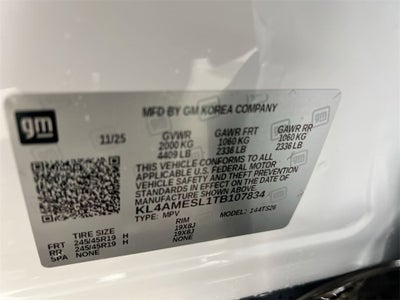 gm
MFD BY GM KOREA COMPANY
11/25 GVWR GAWR FRT GAWR RR
2000 KG 1060 KG 1060 KG
4409 LB 2336 LB 2336 LB
THIS VEHICLE CONFORMS TO ALL
APPLICABLE U.S. FEDERAL MOTOR
VEHICLE SAFETY, BUMPER, AND THEFT
PREVENTION STANDARDS IN EFFECT ON
THE DATE OF MANUFACTURE SHOWN ABOVE.
KL4AMESL1TB107834
TYPE: MPV MODEL: 144TS26
TIRE SIZE RIM
FRT 245/45R19 H 19X8J
RR 245/45R19 H 19X8J
SPA NONE NONE